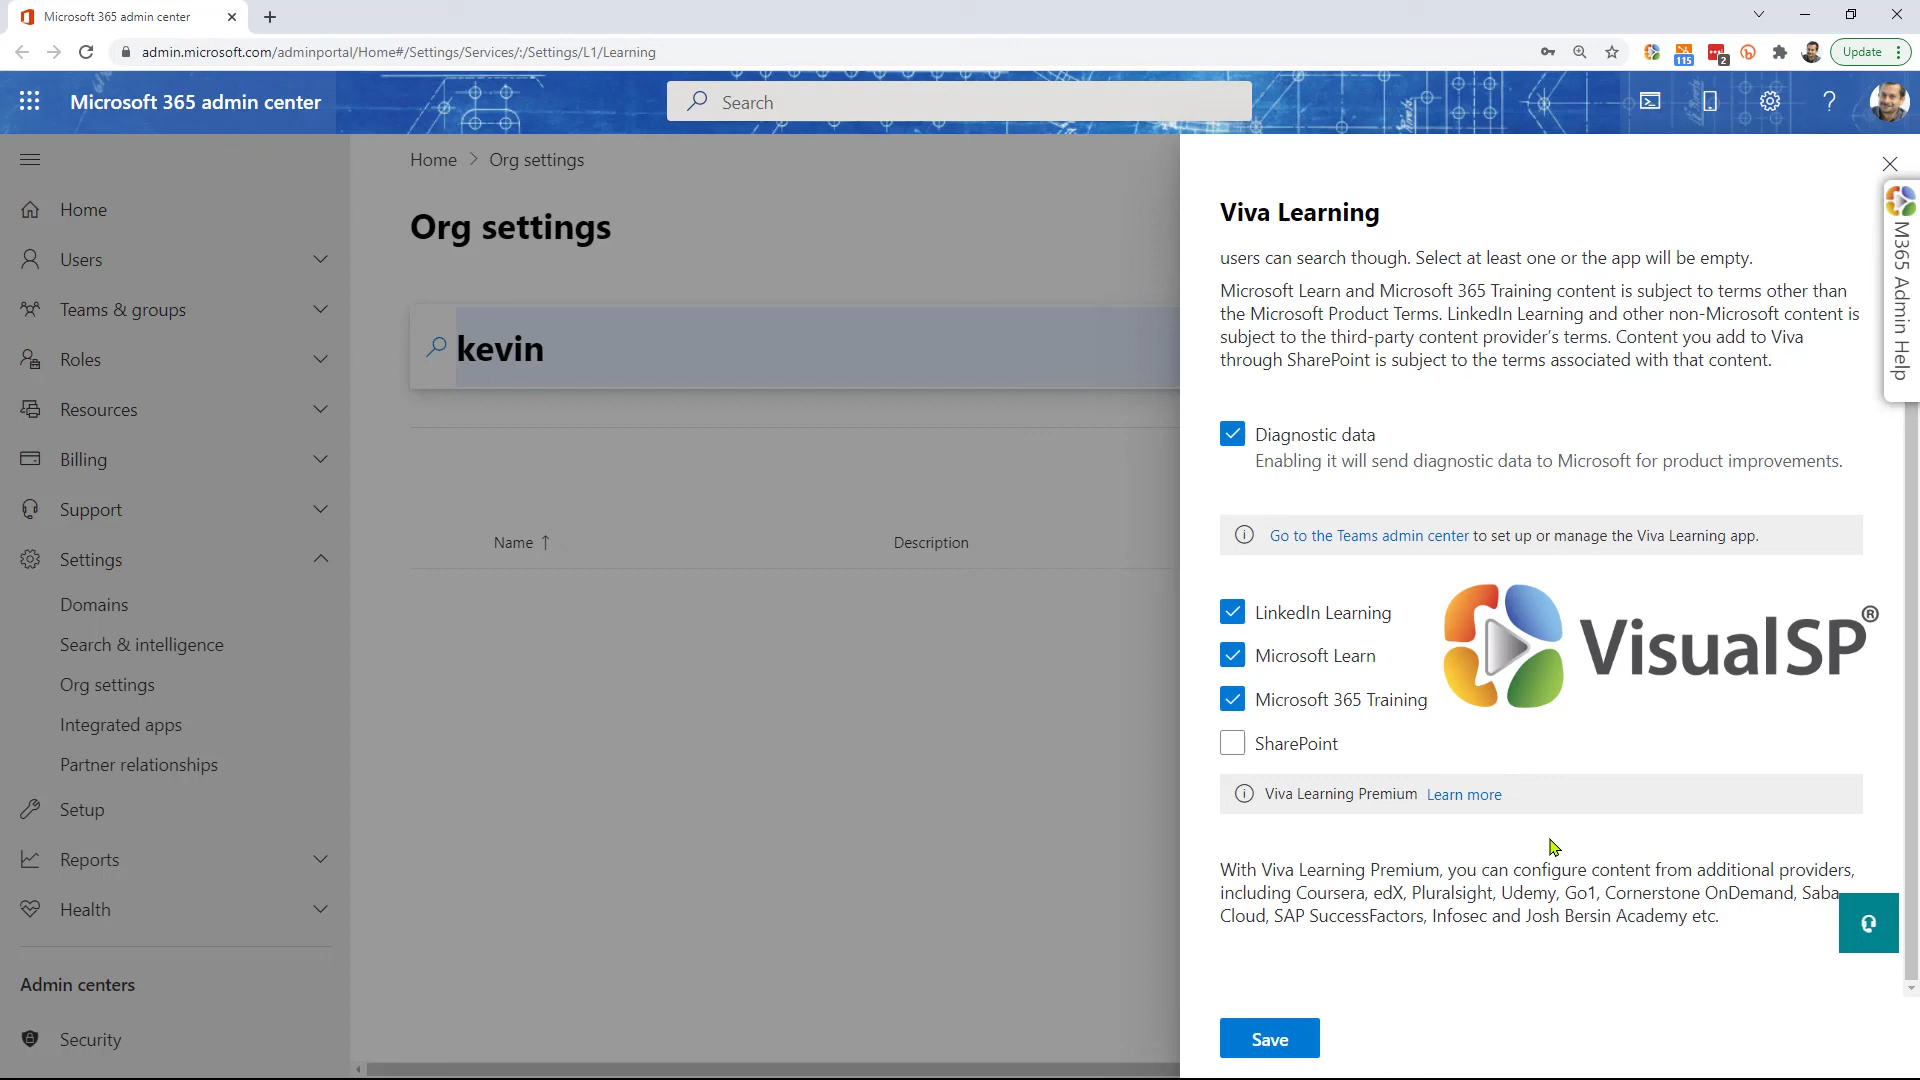 Microsoft 365 admin center
admin.microsoft.com/adminportal/Home#/Settings/Services/:/Settings/L1/Learning
115
2
Update
Microsoft 365 admin center
Search
?
Home
Users
Teams & groups
Roles
Resources
Billing
Support
Settings
Domains
Search & intelligence
Org settings
Integrated apps
Partner relationships
Setup
Reports
Health
Admin centers
Security
Home > Org settings
Org settings
kevin
Name ↑ Description
Viva Learning
users can search though. Select at least one or the app will be empty.
Microsoft Learn and Microsoft 365 Training content is subject to terms other than
the Microsoft Product Terms. LinkedIn Learning and other non-Microsoft content is
subject to the third-party content provider's terms. Content you add to Viva
through SharePoint is subject to the terms associated with that content.
Diagnostic data
Enabling it will send diagnostic data to Microsoft for product improvements.
Go to the Teams admin center to set up or manage the Viva Learning app.
LinkedIn Learning
Microsoft Learn
Microsoft 365 Training
SharePoint
VisualSP®
Viva Learning Premium Learn more
With Viva Learning Premium, you can configure content from additional providers,
including Coursera, edX, Pluralsight, Udemy, Go1, Cornerstone OnDemand, Saba
Cloud, SAP SuccessFactors, Infosec and Josh Bersin Academy etc.
Save
M365 Admin Help